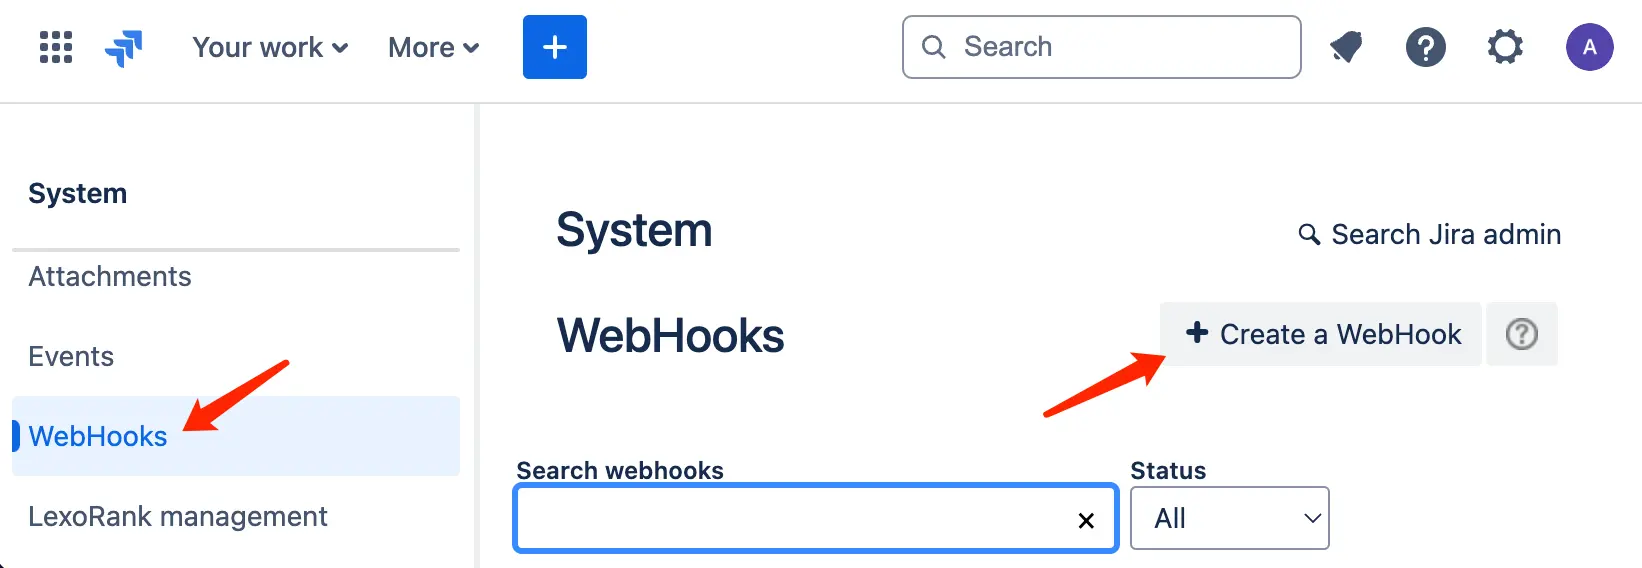 Your work More + Search ? A
System
System
Search Jira admin
Attachments
WebHooks
+ Create a WebHook ?
Events
WebHooks
Search webhooks Status
All
LexoRank management